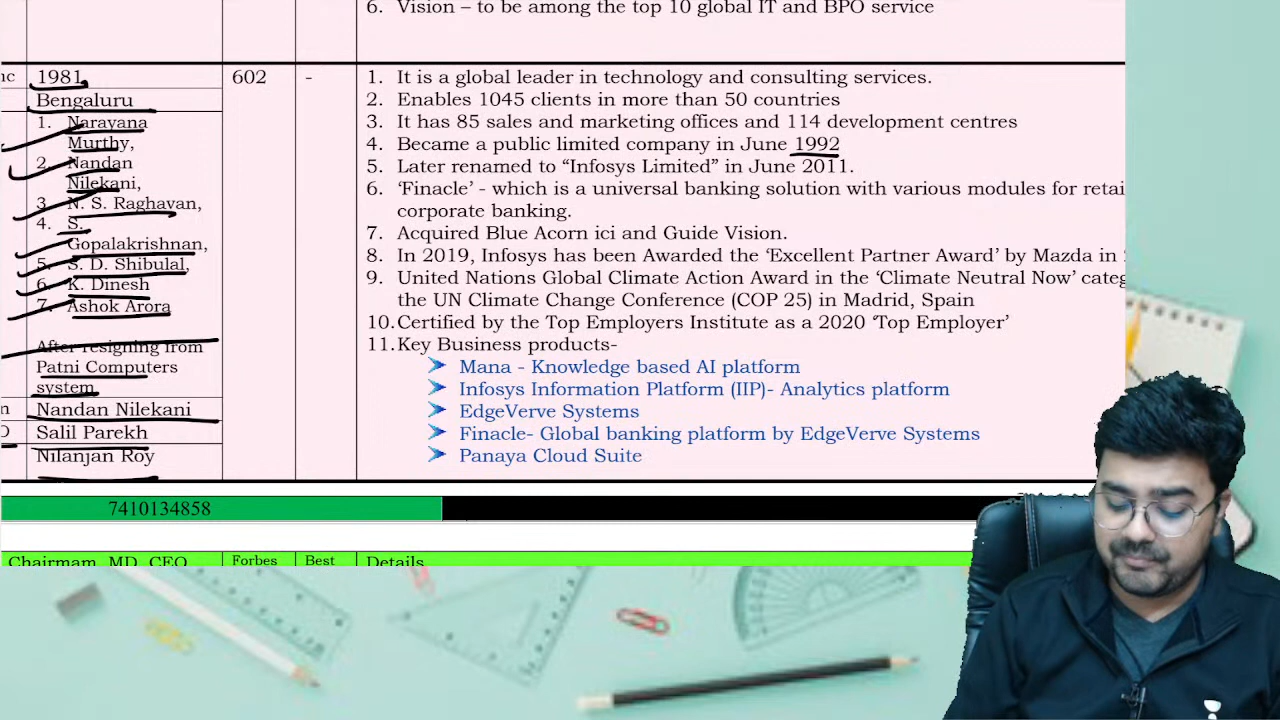 6. Vision – to be among the top 10 global IT and BPO service
nc
1981
602
-
Bengaluru
1. Narayana
Murthy,
2. Nandan
Nilekani,
3. N. S. Raghavan,
4. S.
Gopalakrishnan,
5. S. D. Shibulal,
6. K. Dinesh
7. Ashok Arora
After resigning from
Patni Computers
system
Nandan Nilekani
Salil Parekh
Nilanjan Roy
1. It is a global leader in technology and consulting services.
2. Enables 1045 clients in more than 50 countries
3. It has 85 sales and marketing offices and 114 development centres
4. Became a public limited company in June 1992
5. Later renamed to “Infosys Limited” in June 2011.
6. ‘Finacle’ - which is a universal banking solution with various modules for retai
corporate banking.
7. Acquired Blue Acorn ici and Guide Vision.
8. In 2019, Infosys has been Awarded the ‘Excellent Partner Award’ by Mazda in
9. United Nations Global Climate Action Award in the ‘Climate Neutral Now’ categ
the UN Climate Change Conference (COP 25) in Madrid, Spain
10. Certified by the Top Employers Institute as a 2020 ‘Top Employer’
11. Key Business products-
Mana - Knowledge based AI platform
Infosys Information Platform (IIP)- Analytics platform
EdgeVerve Systems
Finacle- Global banking platform by EdgeVerve Systems
Panaya Cloud Suite
7410134858
Chairmam, MD, CEO
Forbes
Best
Details